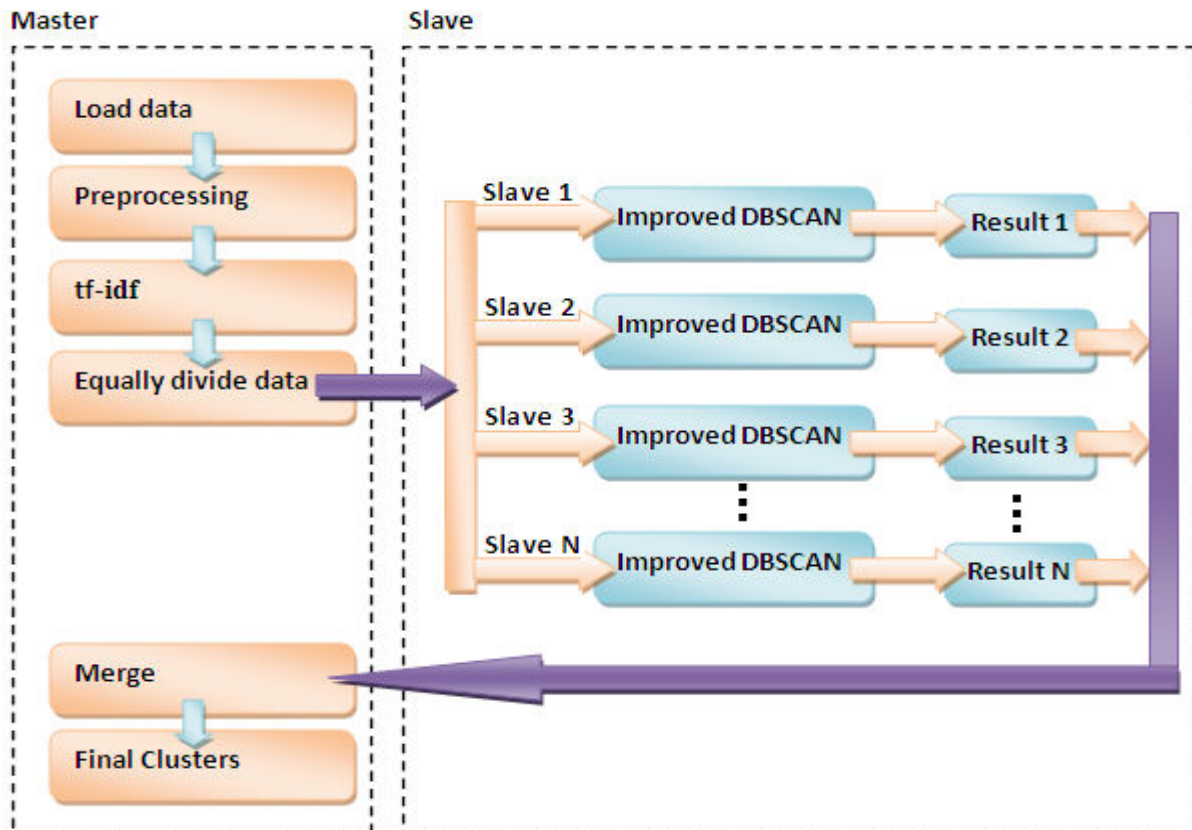 Master
Load data
Preprocessing
tf-idf
Equally divide data
Merge
Final Clusters
Slave
Slave 1
Improved DBSCAN
Result 1
Slave 2
Improved DBSCAN
Result 2
Slave 3
Improved DBSCAN
Result 3
Slave N
Improved DBSCAN
Result N